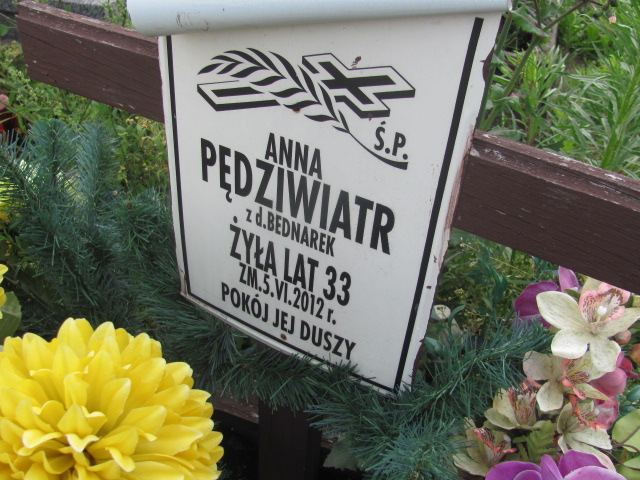 Ś.P.
ANNA
PĘDZIWIATR
z d.BEDNAREK
ŻYŁA LAT 33
ZM.5.VI.2012 r.
POKÓJ JEJ DUSZY